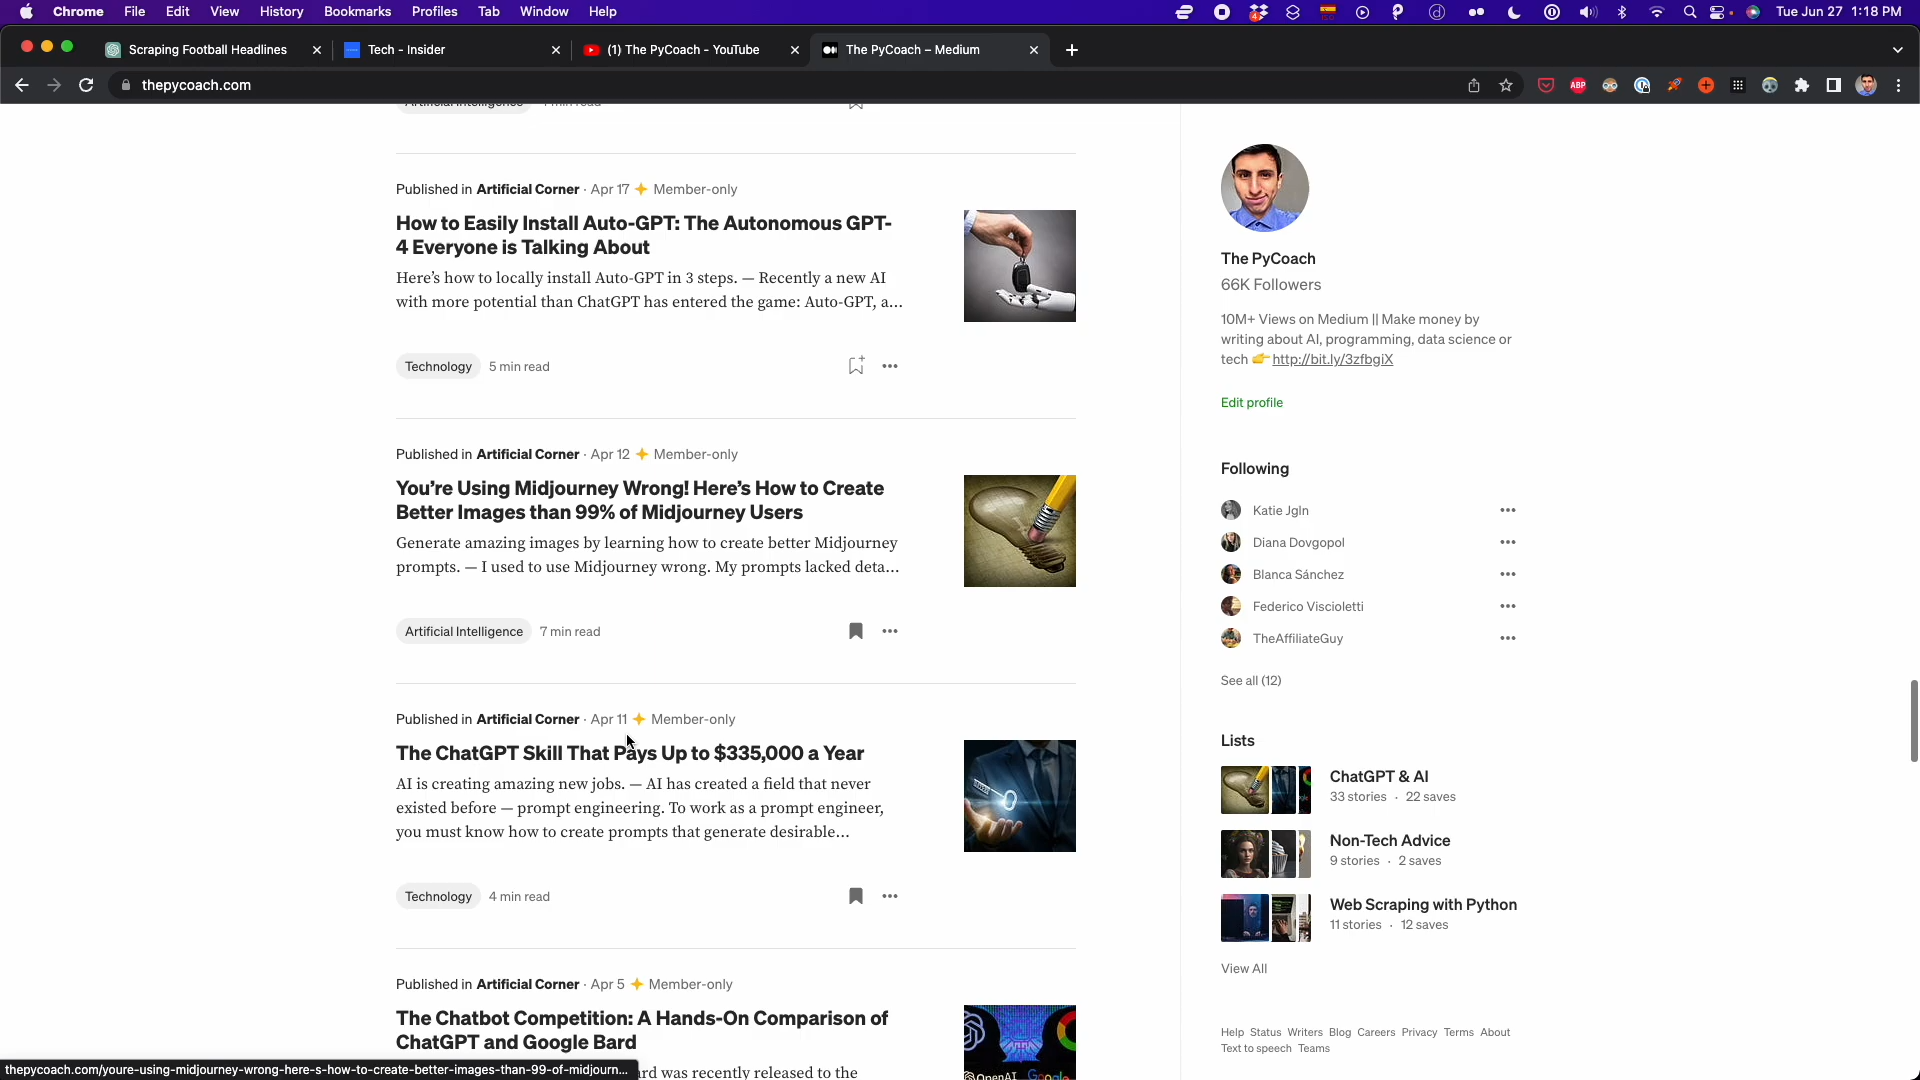 Chrome File Edit View History Bookmarks Profiles Tab Window Help Tue Jun 27 1:18 PM
Scraping Football Headlines
Tech - Insider
(1) The PyCoach - YouTube
The PyCoach – Medium
thepycoach.com
ABP
Published in Artificial Corner · Apr 17 Member-only
How to Easily Install Auto-GPT: The Autonomous GPT-
4 Everyone is Talking About
Here’s how to locally install Auto-GPT in 3 steps. — Recently a new AI
with more potential than ChatGPT has entered the game: Auto-GPT, a…
Technology 5 min read
Published in Artificial Corner · Apr 12 Member-only
You’re Using Midjourney Wrong! Here’s How to Create
Better Images than 99% of Midjourney Users
Generate amazing images by learning how to create better Midjourney
prompts. — I used to use Midjourney wrong. My prompts lacked deta…
Artificial Intelligence 7 min read
Published in Artificial Corner · Apr 11 Member-only
The ChatGPT Skill That Pays Up to $335,000 a Year
AI is creating amazing new jobs. — AI has created a field that never
existed before — prompt engineering. To work as a prompt engineer,
you must know how to create prompts that generate desirable…
Technology 4 min read
Published in Artificial Corner · Apr 5 Member-only
The Chatbot Competition: A Hands-On Comparison of
ChatGPT and Google Bard
was recently released to the
OpenAI Google
thepycoach.com/youre-using-midjourney-wrong-here-s-how-to-create-better-images-than-99-of-midjourn...
The PyCoach
66K Followers
10M+ Views on Medium || Make money by
writing about AI, programming, data science or
tech 👉 http://bit.ly/3zfbgiX
Edit profile
Following
Katie Jgln
Diana Dovgopol
Blanca Sánchez
Federico Viscioletti
TheAffiliateGuy
See all (12)
Lists
ChatGPT & AI
33 stories · 22 saves
Non-Tech Advice
9 stories · 2 saves
Web Scraping with Python
11 stories · 12 saves
View All
Help Status Writers Blog Careers Privacy Terms About
Text to speech Teams